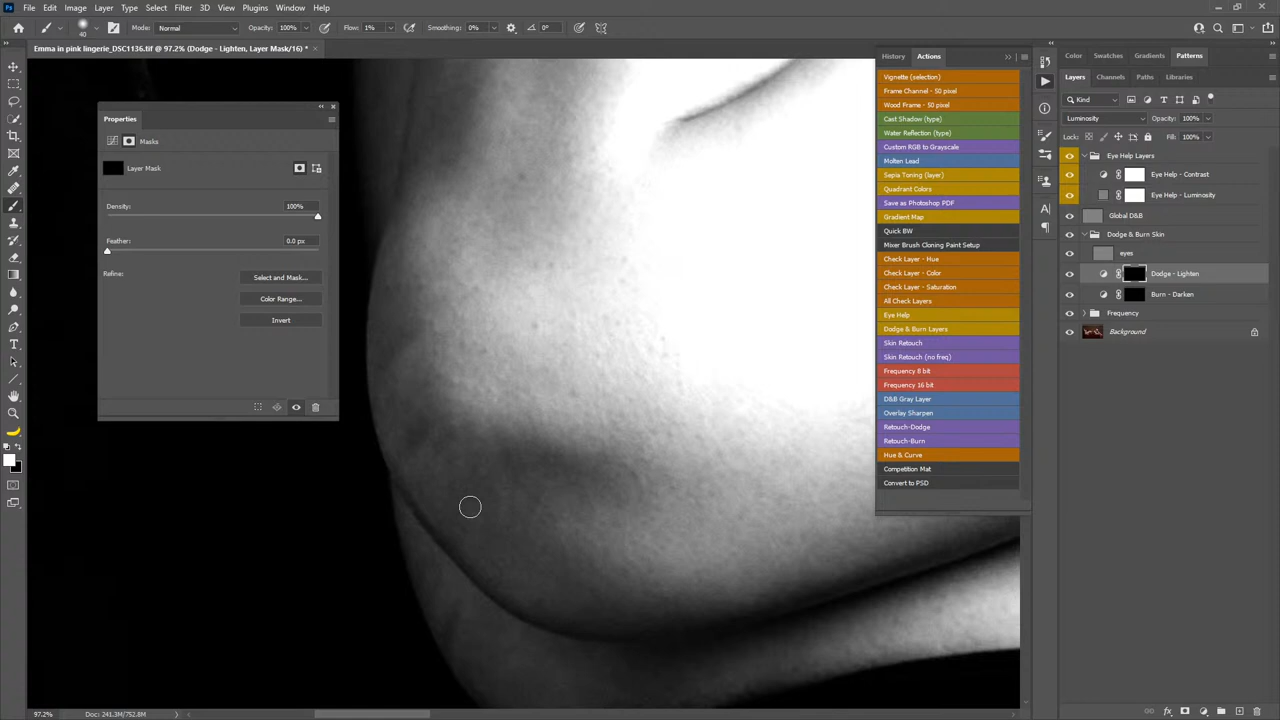 File Edit Image Layer Type Select Filter 3D View Plugins Window Help
40 Mode: Normal Opacity: 100% Flow: 1% Smoothing: 0% 0°
Emma in pink lingerie_DSC1136.tif @ 97.2% (Dodge - Lighten, Layer Mask/16) *
Properties
Masks
Layer Mask
Density: 100%
Feather: 0.0 px
Refine: Select and Mask...
Color Range...
Invert
History Actions
Vignette (selection)
Frame Channel - 50 pixel
Wood Frame - 50 pixel
Cast Shadow (type)
Water Reflection (type)
Custom RGB to Grayscale
Molten Lead
Sepia Toning (layer)
Quadrant Colors
Save as Photoshop PDF
Gradient Map
Quick BW
Mixer Brush Cloning Paint Setup
Check Layer - Hue
Check Layer - Color
Check Layer - Saturation
All Check Layers
Eye Help
Dodge & Burn Layers
Skin Retouch
Skin Retouch (no freq)
Frequency 8 bit
Frequency 16 bit
D&B Gray Layer
Overlay Sharpen
Retouch-Dodge
Retouch-Burn
Hue & Curve
Competition Mat
Convert to PSD
Color Swatches Gradients Patterns
Layers Channels Paths Libraries
Kind
Luminosity Opacity: 100%
Lock: Fill: 100%
Eye Help Layers
Eye Help - Contrast
Eye Help - Luminosity
Global D&B
Dodge & Burn Skin
eyes
Dodge - Lighten
Burn - Darken
Frequency
Background
97.2% Doc: 241.3M/752.8M